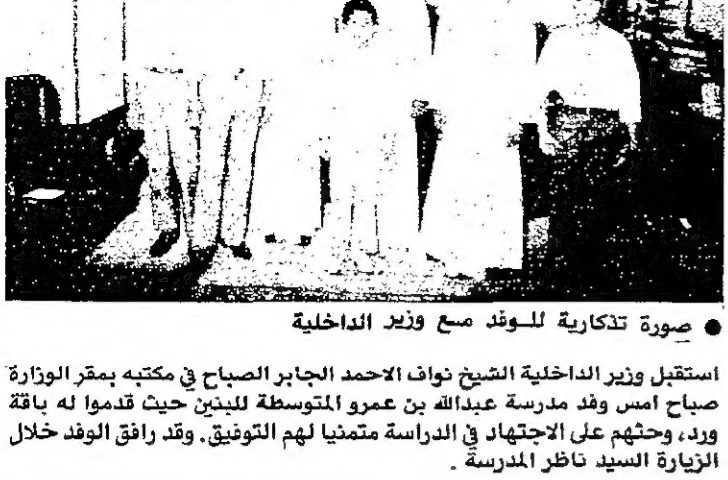 ● صورة تذكارية للوفد مع وزير الداخلية
استقبل وزير الداخلية الشيخ نواف الاحمد الجابر الصباح في مكتبه بمقر الوزارة
صباح امس وفد مدرسة عبدالله بن عمرو المتوسطة للبنين حيث قدموا له باقة
ورد، وحثهم على الاجتهاد في الدراسة متمنيا لهم التوفيق. وقد رافق الوفد خلال
الزيارة السيد ناظر المدرسة .